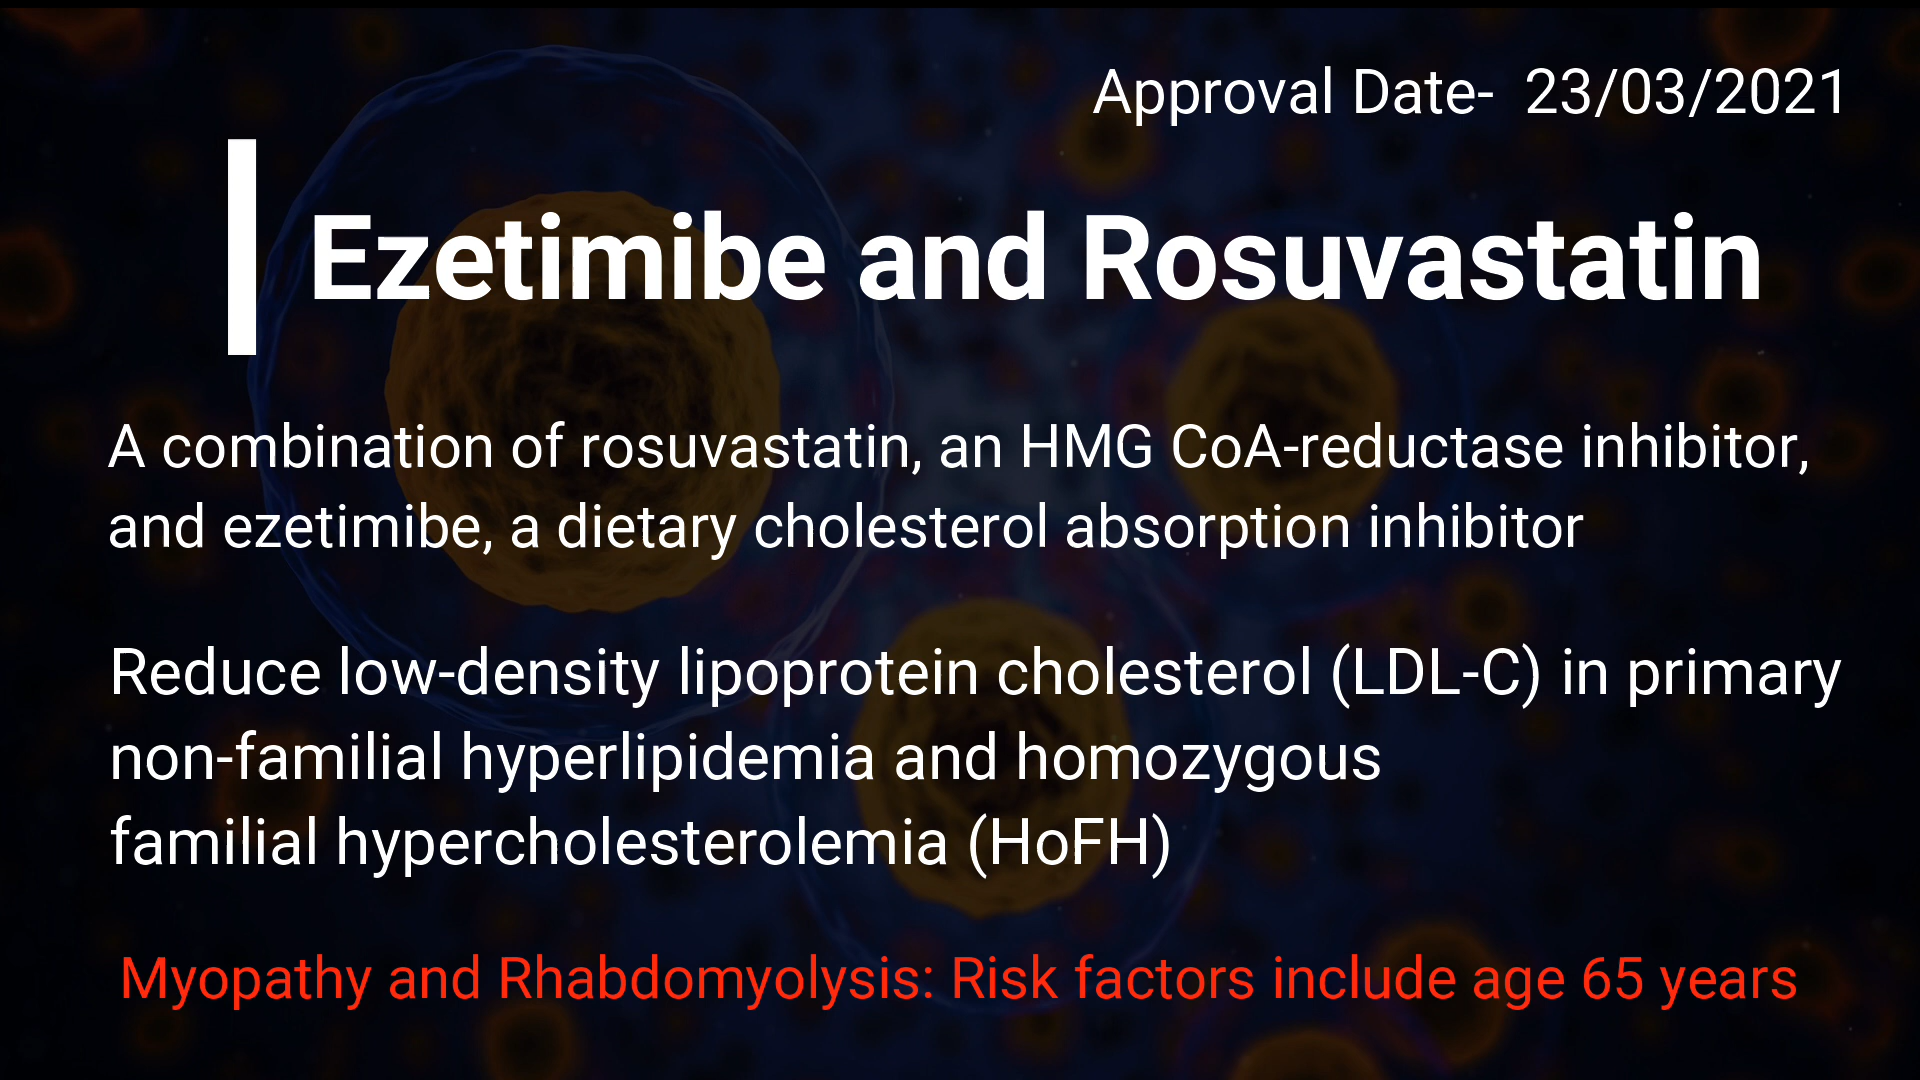 Approval Date- 23/03/2021
Ezetimibe and Rosuvastatin
A combination of rosuvastatin, an HMG CoA-reductase inhibitor,
and ezetimibe, a dietary cholesterol absorption inhibitor
Reduce low-density lipoprotein cholesterol (LDL-C) in primary
non-familial hyperlipidemia and homozygous
familial hypercholesterolemia (HoFH)
Myopathy and Rhabdomyolysis: Risk factors include age 65 years